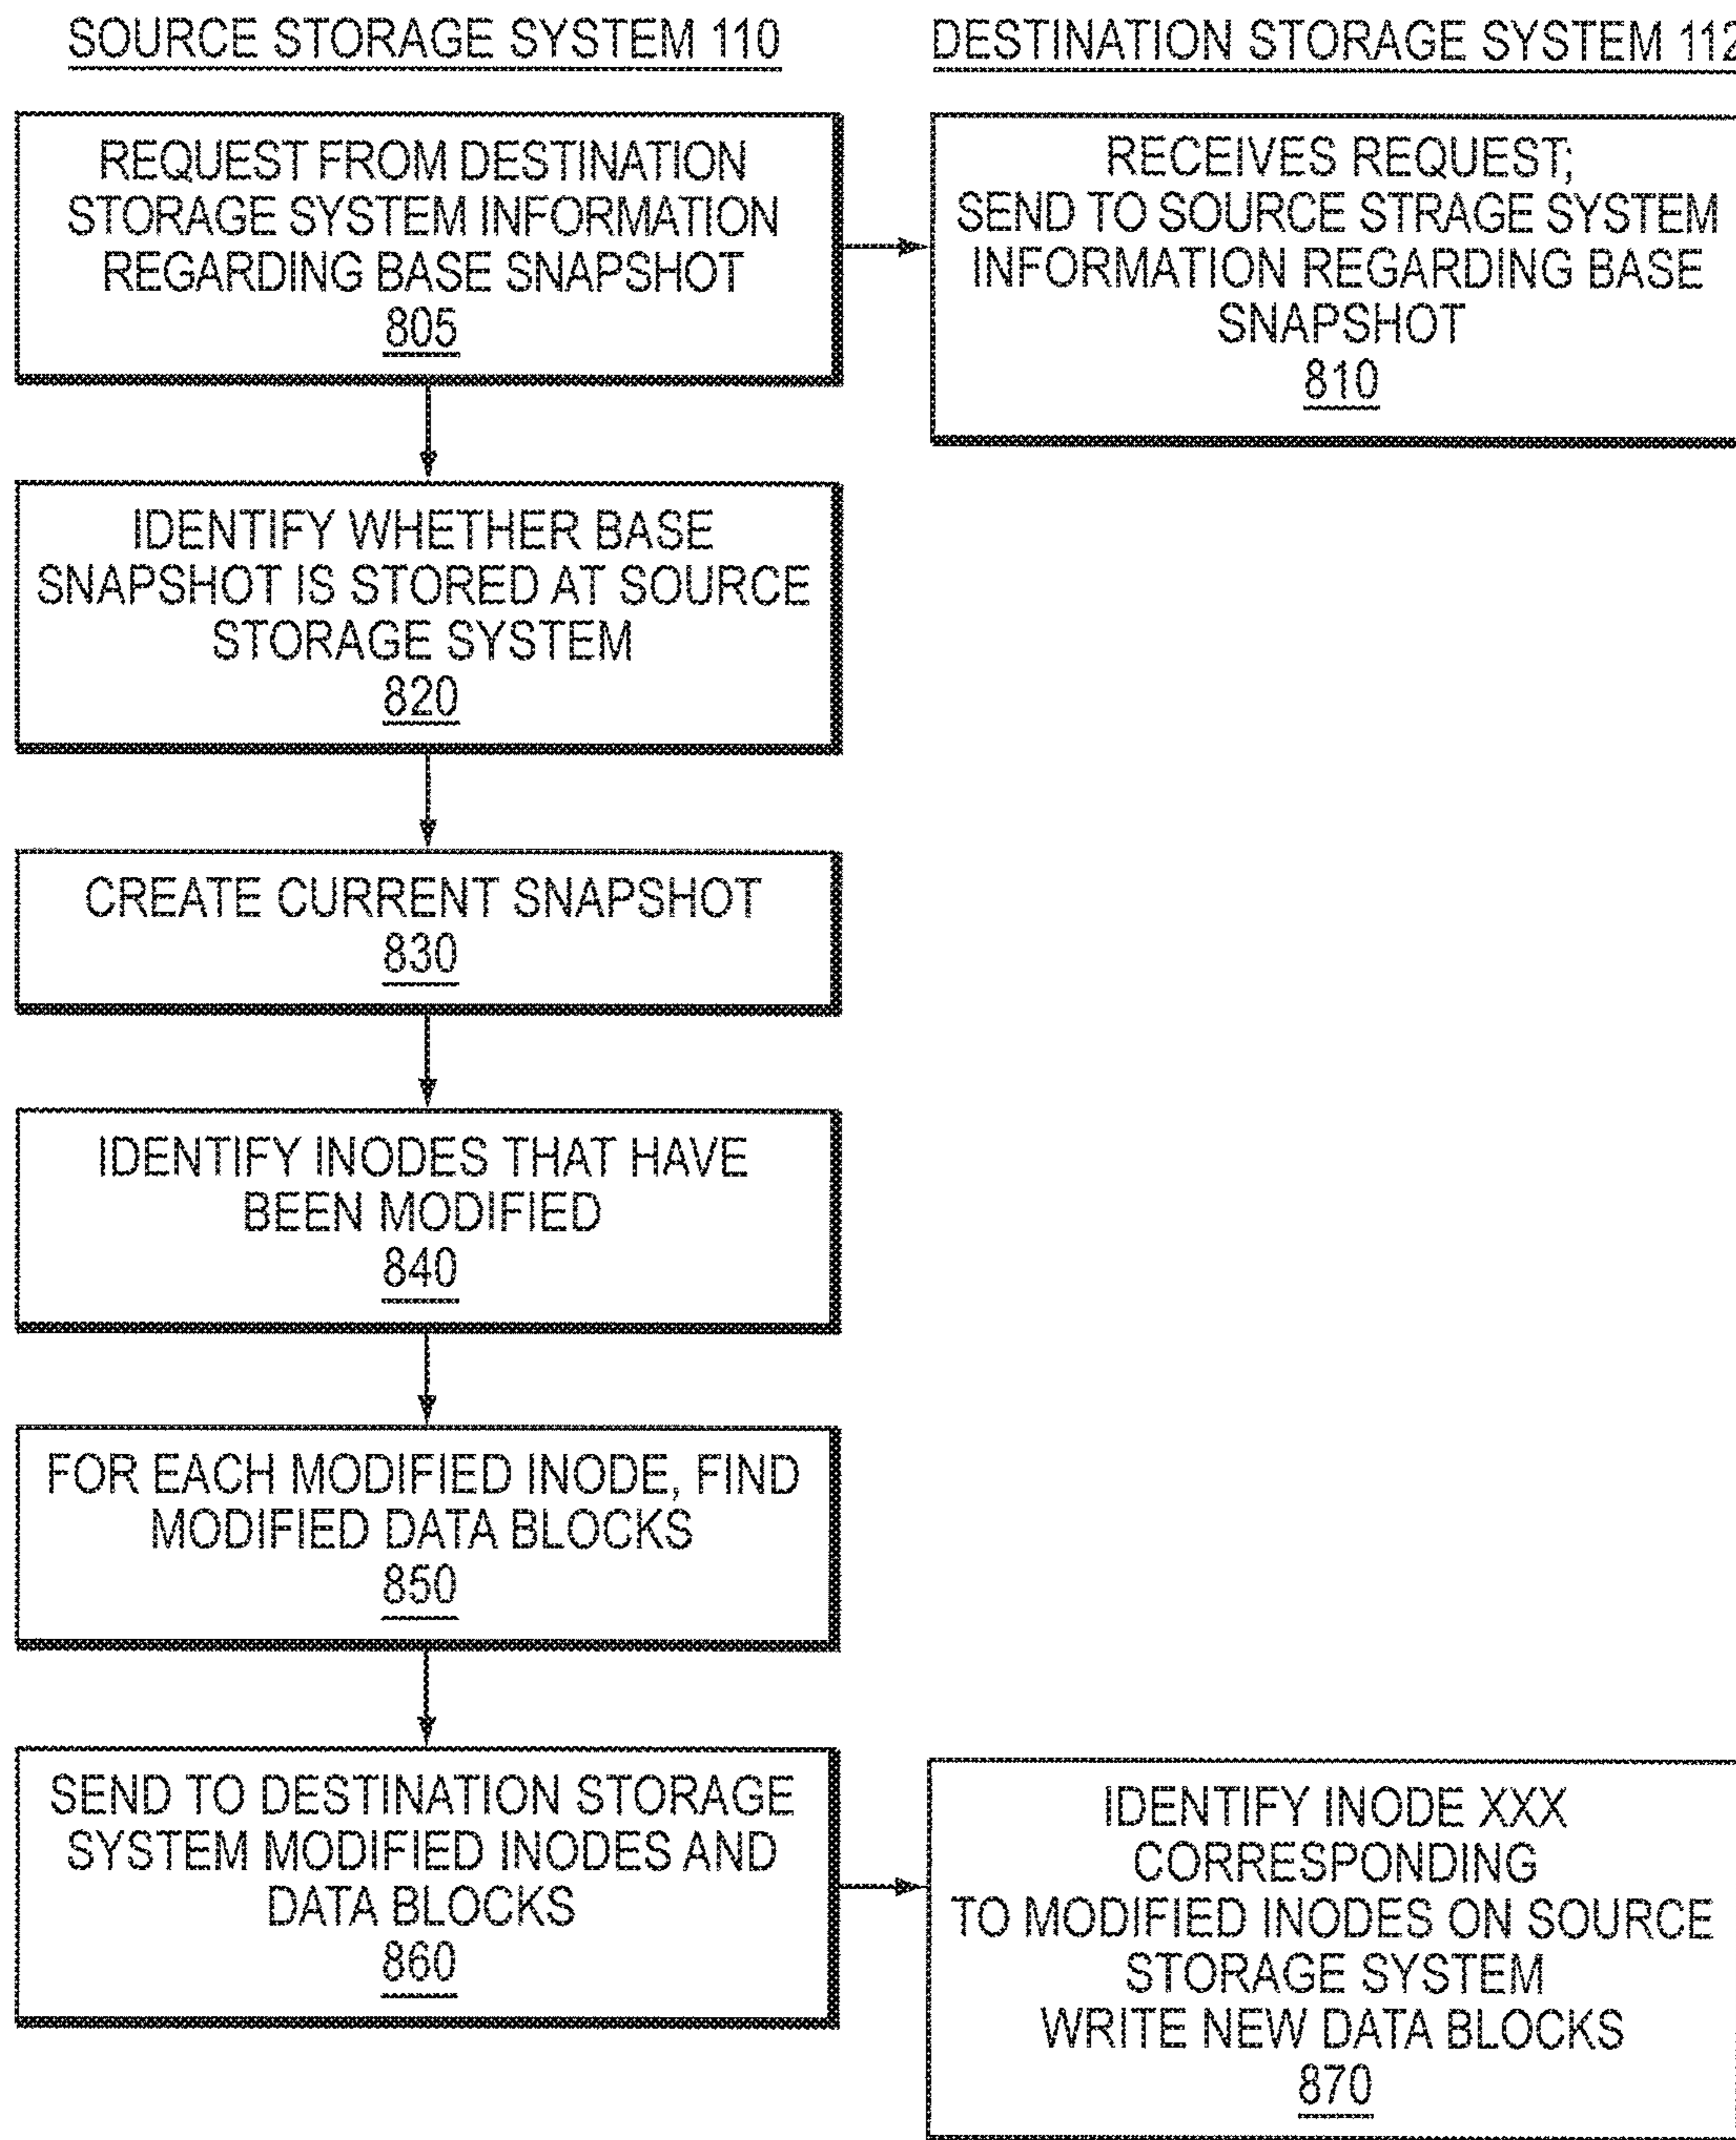 SOURCE STORAGE SYSTEM 110
DESTINATION STORAGE SYSTEM 112
REQUEST FROM DESTINATION
STORAGE SYSTEM INFORMATION
REGARDING BASE SNAPSHOT
805
RECEIVES REQUEST;
SEND TO SOURCE STRAGE SYSTEM
INFORMATION REGARDING BASE
SNAPSHOT
810
IDENTIFY WHETHER BASE
SNAPSHOT IS STORED AT SOURCE
STORAGE SYSTEM
820
CREATE CURRENT SNAPSHOT
830
IDENTIFY INODES THAT HAVE
BEEN MODIFIED
840
FOR EACH MODIFIED INODE, FIND
MODIFIED DATA BLOCKS
850
SEND TO DESTINATION STORAGE
SYSTEM MODIFIED INODES AND
DATA BLOCKS
860
IDENTIFY INODE XXX
CORRESPONDING
TO MODIFIED INODES ON SOURCE
STORAGE SYSTEM
WRITE NEW DATA BLOCKS
870